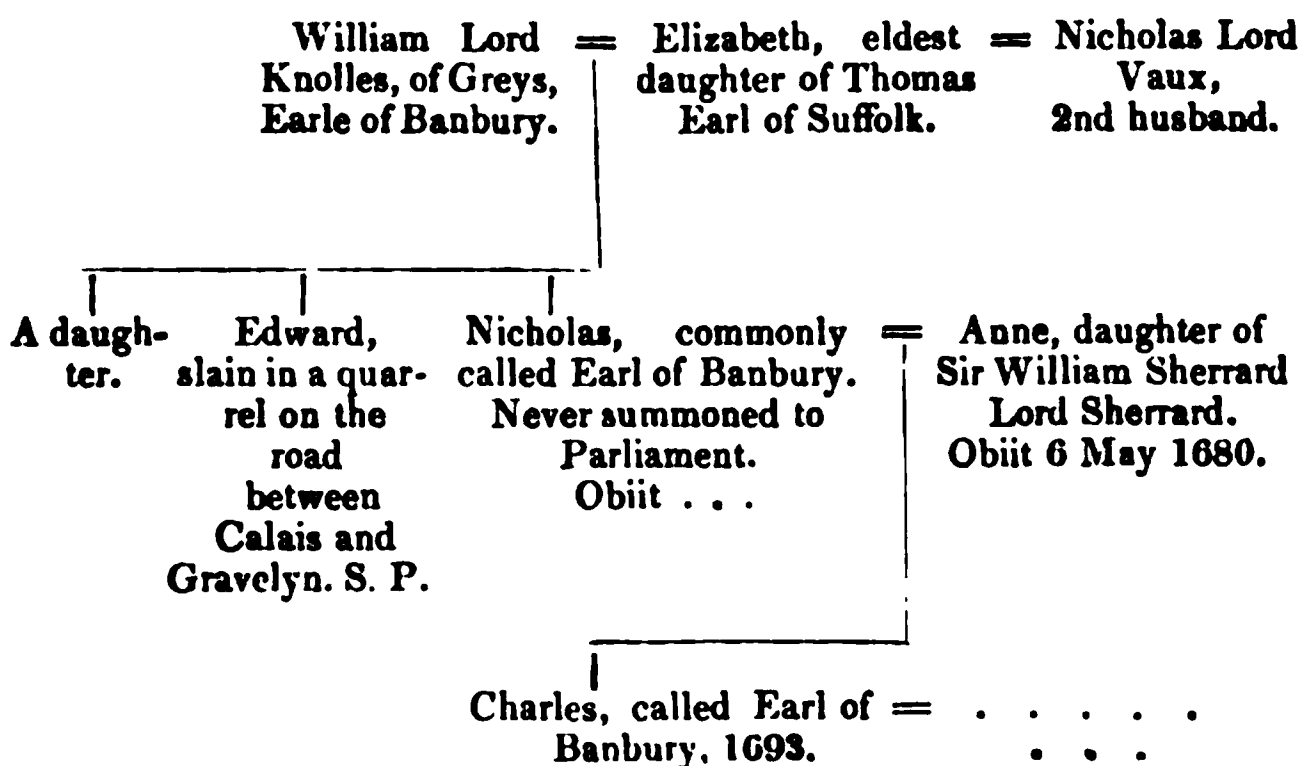 William Lord = Elizabeth, eldest = Nicholas Lord
Knolles, of Greys, daughter of Thomas Vaux,
Earle of Banbury. Earl of Suffolk. 2nd husband.
A daugh-
ter.
Edward,
slain in a quar-
rel on the
road
between
Calais and
Gravelyn. S. P.
Nicholas, commonly =
called Earl of Banbury.
Never summoned to
Parliament.
Obiit . . .
Anne, daughter of
Sir William Sherrard
Lord Sherrard.
Obiit 6 May 1680.
Charles, called Earl of = . . . . .
Banbury, 1693. . . .